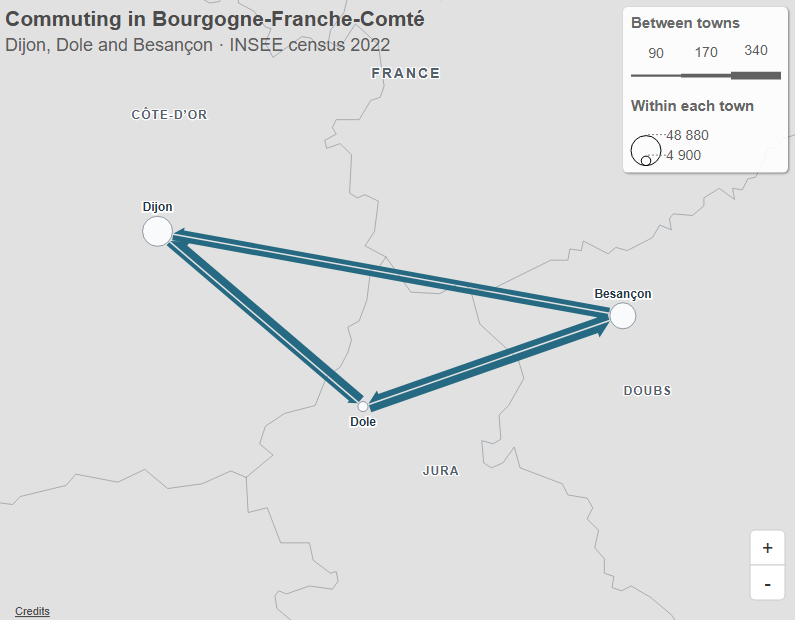 Commuting in Bourgogne-Franche-Comté
Dijon, Dole and Besançon · INSEE census 2022
Between towns
90 170 340
Within each town
48 880
4 900
FRANCE
CÔTE-D'OR
Dijon
Besançon
DOUBS
Dole
JURA
+
-
Credits